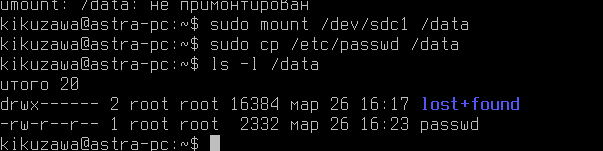 umount: /data: не примонтирован
kikuzawa@astra-pc:~$ sudo mount /dev/sdc1 /data
kikuzawa@astra-pc:~$ sudo cp /etc/passwd /data
kikuzawa@astra-pc:~$ ls -l /data
итого 20
drwx------ 2 root root 16384 мар 26 16:17 lost+found
-rw-r--r-- 1 root root  2332 мар 26 16:23 passwd
kikuzawa@astra-pc:~$